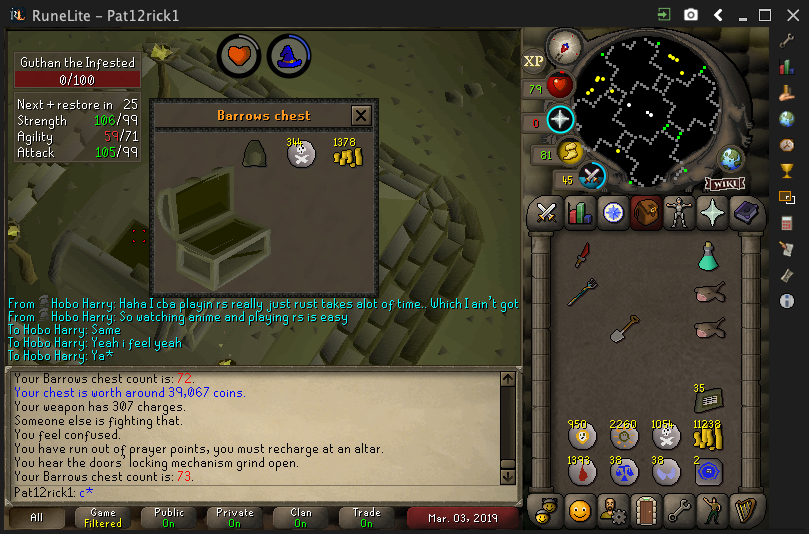 RuneLite - Pat12rick1
Guthan the Infested
0/100
Next + restore in 25
Strength 106/99
Agility 59/71
Attack 105/99
Barrows chest
344
1378
XP
79
0
81
45
WIKI
From Hobo Harry: Haha I cba playin rs really just rust takes alot of time.. Which I ain't got
From Hobo Harry: So watching anime and playing rs is easy
To Hobo Harry: Same
To Hobo Harry: Yeah i feel yeah
To Hobo Harry: Ya*
Your Barrows chest count is: 72.
Your chest is worth around 39,067 coins.
Your weapon has 307 charges.
Someone else is fighting that.
You feel confused.
You have run out of prayer points, you must recharge at an altar.
You hear the doors' locking mechanism grind open.
Your Barrows chest count is: 73.
Pat12rick1: c*
35
950 2260 1054 11238
1393 38 38 2
All
Game
Filtered
Public
On
Private
On
Clan
On
Trade
On
Mar. 03, 2019